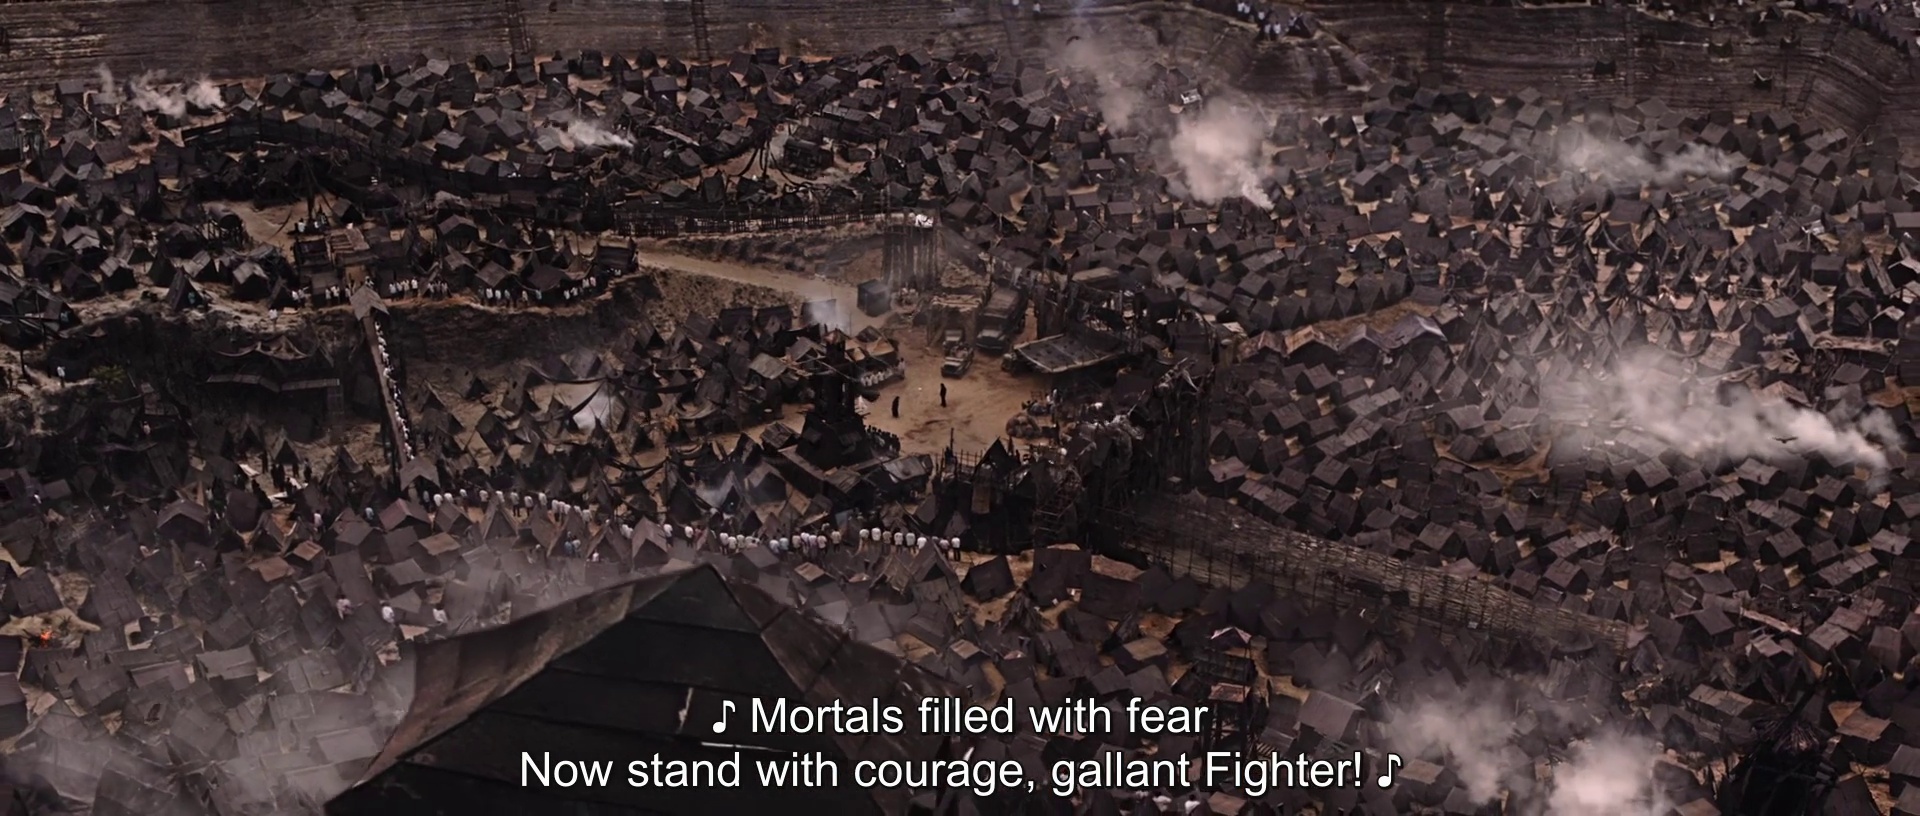 ♪ Mortals filled with fear
Now stand with courage, gallant Fighter! ♪